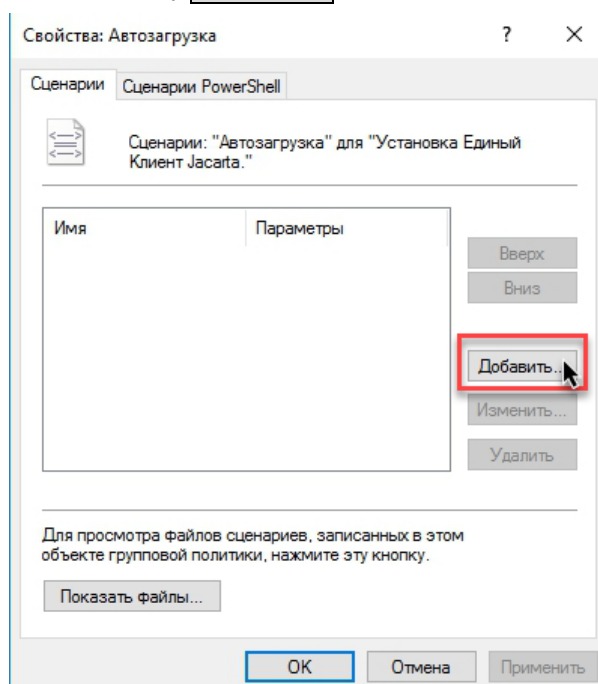 Свойства: Автозагрузка ?
Сценарии Сценарии PowerShell
Сценарии: "Автозагрузка" для "Установка Единый
Клиент Jacarta."
Имя Параметры
Вверх
Вниз
Добавить...
Изменить...
Удалить
Для просмотра файлов сценариев, записанных в этом
объекте групповой политики, нажмите эту кнопку.
Показать файлы...
OK Отмена Применить